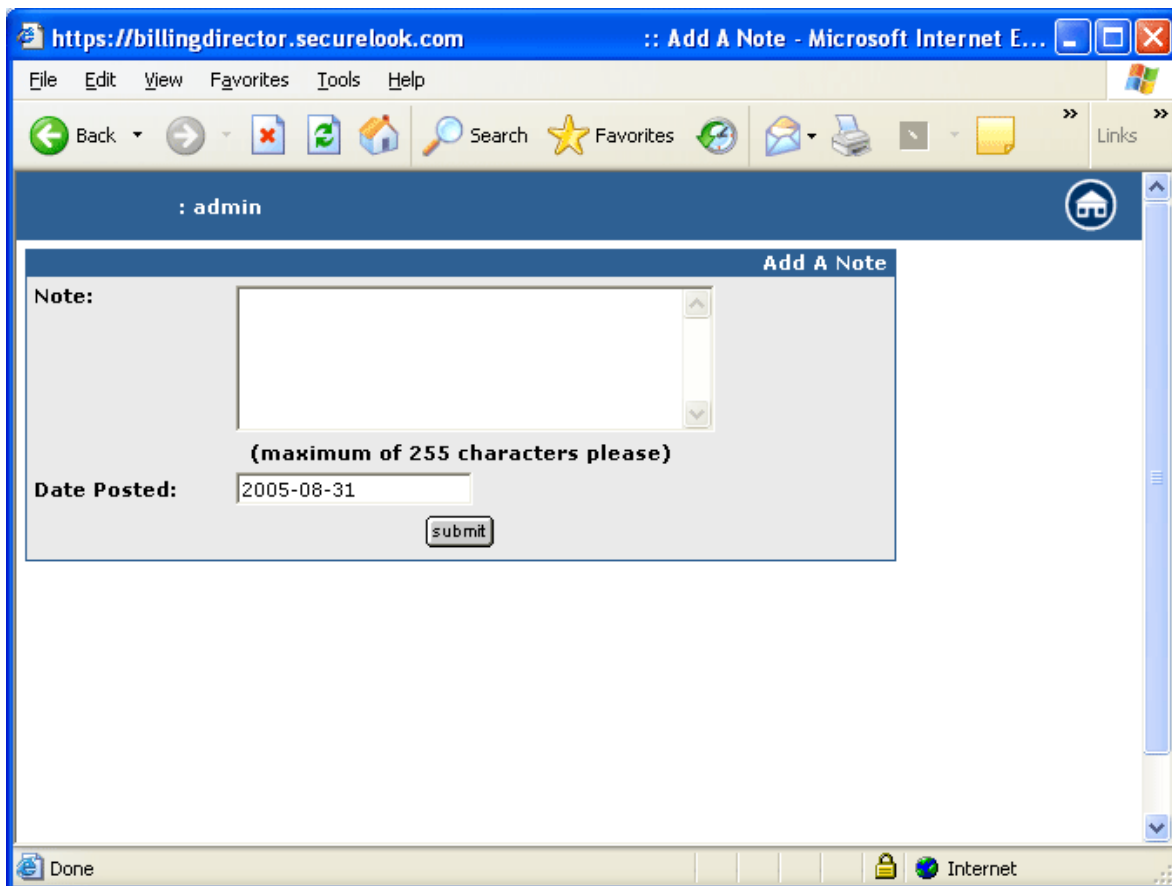 https://billingdirector.securelook.com :: Add A Note - Microsoft Internet E...
File Edit View Favorites Tools Help
Back Search Favorites » Links »
: admin
Add A Note
Note:
(maximum of 255 characters please)
Date Posted: 2005-08-31
submit
Done Internet